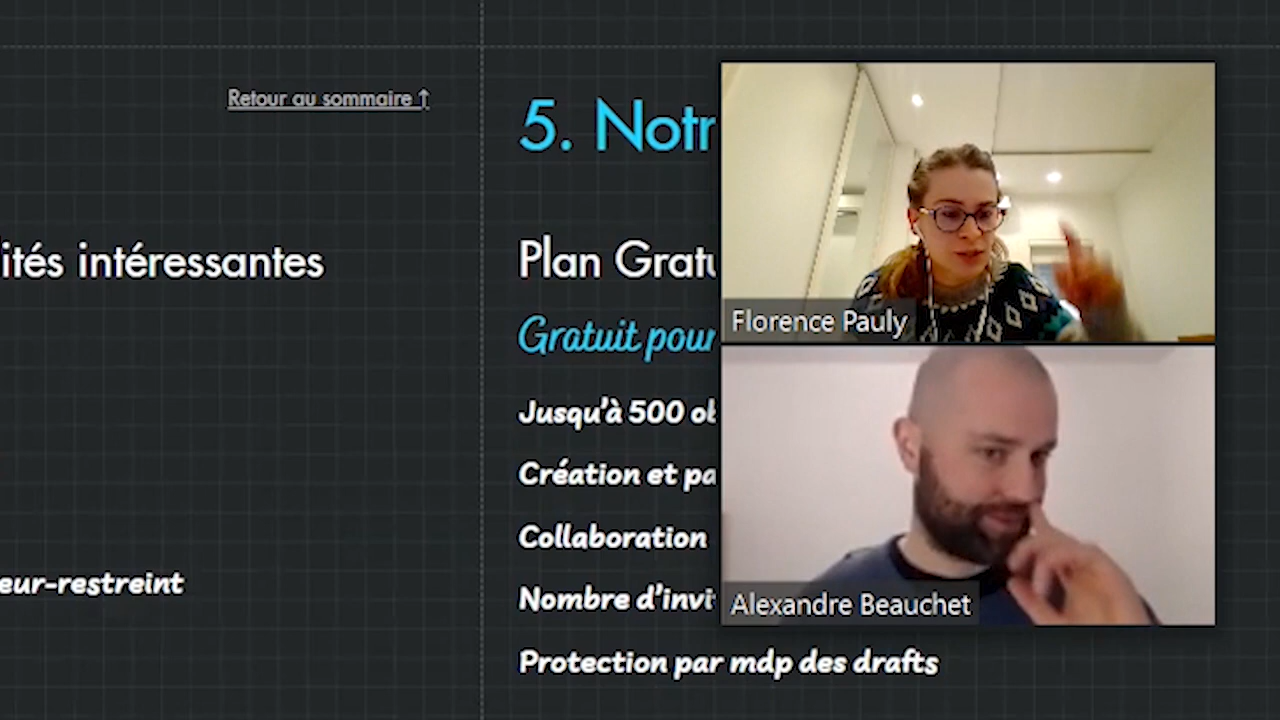 Retour au sommaire ↑
5. Notr
ités intéressantes
Plan Gratu
Gratuit pour
Jusqu'à 500 ob
Création et pa
Collaboration
eur-restreint
Nombre d'invi
Protection par mdp des drafts
Florence Pauly
Alexandre Beauchet